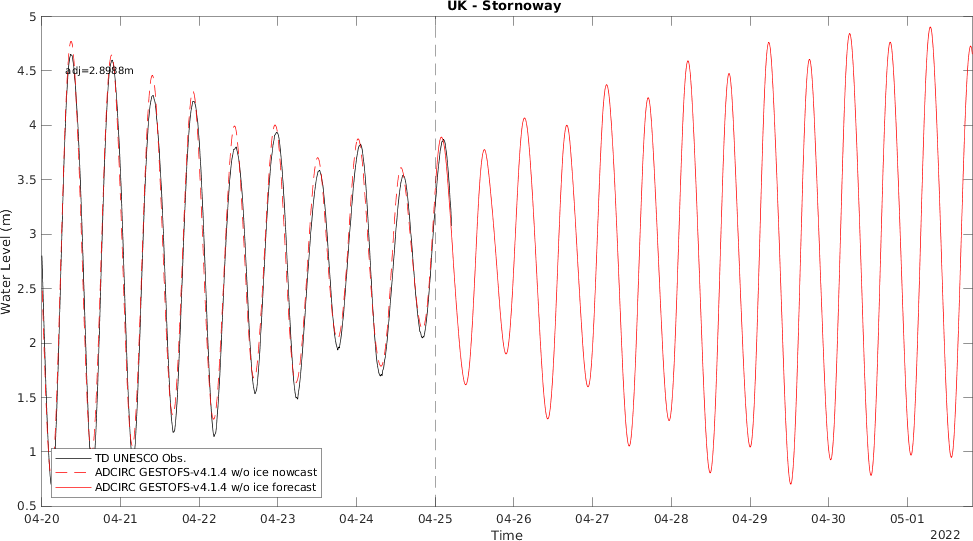 UK - Stornoway
5
4.5
4
3.5
3
2.5
2
1.5
1
0.5
Water Level (m)
adj=2.8988m
TD UNESCO Obs.
ADCIRC GESTOFS-v4.1.4 w/o ice nowcast
ADCIRC GESTOFS-v4.1.4 w/o ice forecast
04-20 04-21 04-22 04-23 04-24 04-25 04-26 04-27 04-28 04-29 04-30 05-01
Time
2022